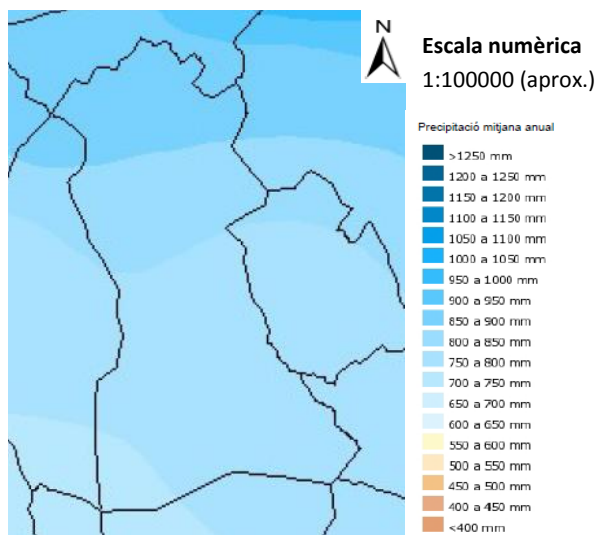 N
Escala numèrica
1:100000 (aprox.)
Precipitació mitjana anual
>1250 mm
1200 a 1250 mm
1150 a 1200 mm
1100 a 1150 mm
1050 a 1100 mm
1000 a 1050 mm
950 a 1000 mm
900 a 950 mm
850 a 900 mm
800 a 850 mm
750 a 800 mm
700 a 750 mm
650 a 700 mm
600 a 650 mm
550 a 600 mm
500 a 550 mm
450 a 500 mm
400 a 450 mm
<400 mm